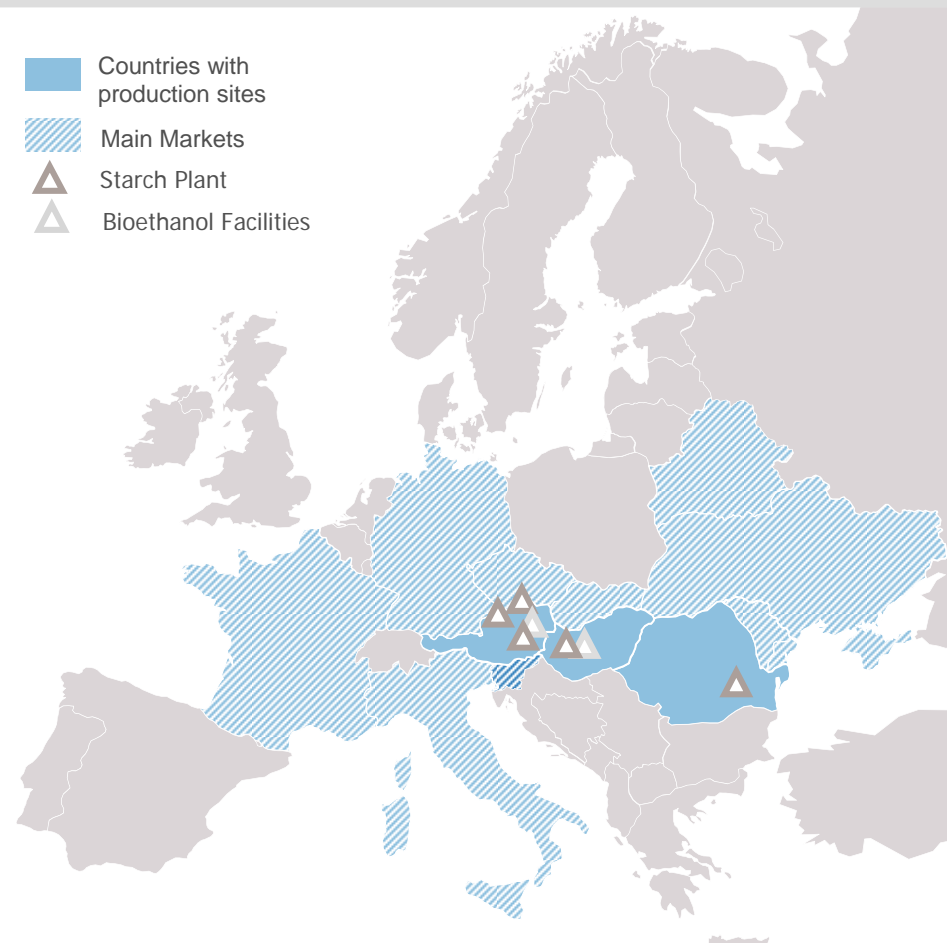 Countries with
production sites
Main Markets
Starch Plant
Bioethanol Facilities